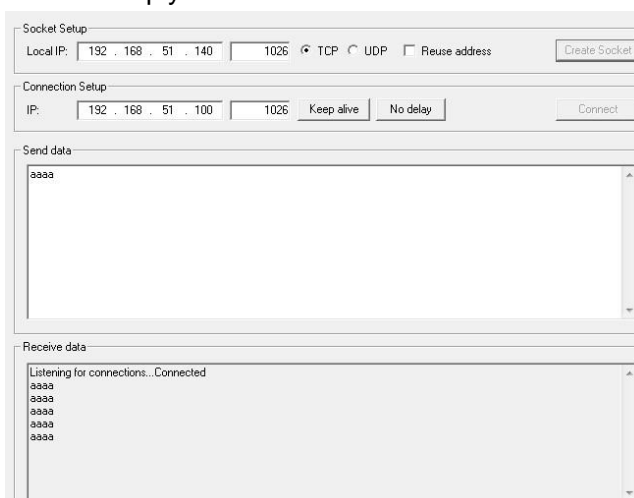 Socket Setup
Local IP: 192 . 168 . 51 . 140 1026 TCP UDP Reuse address Create Socket
Connection Setup
IP: 192 . 168 . 51 . 100 1026 Keep alive No delay Connect
Send data
aaaa
Receive data
Listening for connections...Connected
aaaa
aaaa
aaaa
aaaa
aaaa